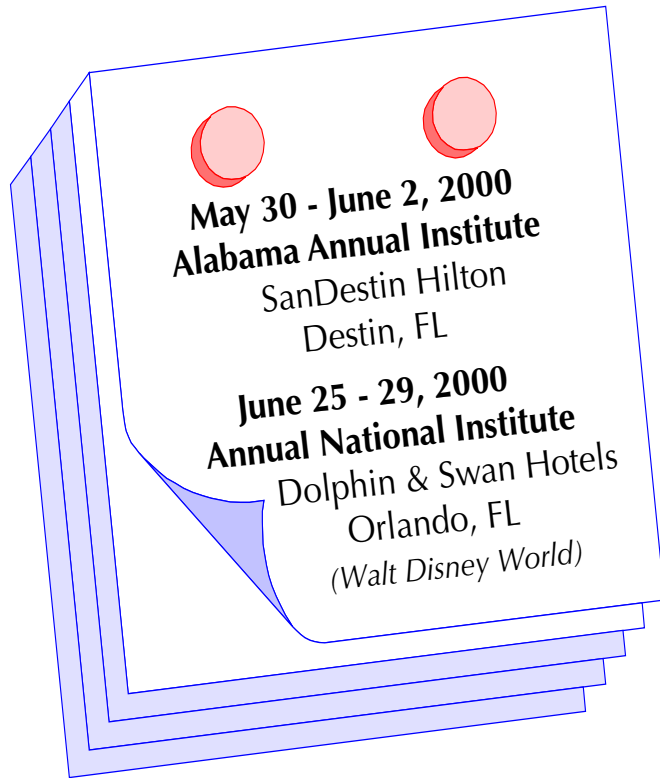 May 30 - June 2, 2000
Alabama Annual Institute
SanDestin Hilton
Destin, FL
June 25 - 29, 2000
Annual National Institute
Dolphin & Swan Hotels
Orlando, FL
(Walt Disney World)